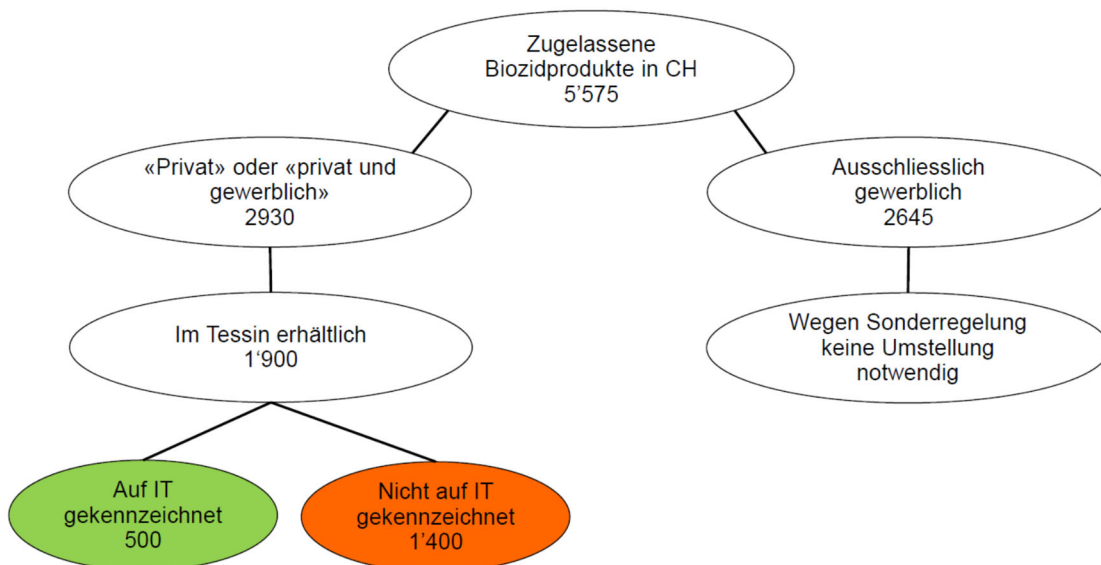 Zugelassene
Biozidprodukte in CH
5’575
«Privat» oder «privat und
gewerblich»
2930
Ausschliesslich
gewerblich
2645
Im Tessin erhältlich
1‘900
Wegen Sonderregelung
keine Umstellung
notwendig
Auf IT
gekennzeichnet
500
Nicht auf IT
gekennzeichnet
1’400